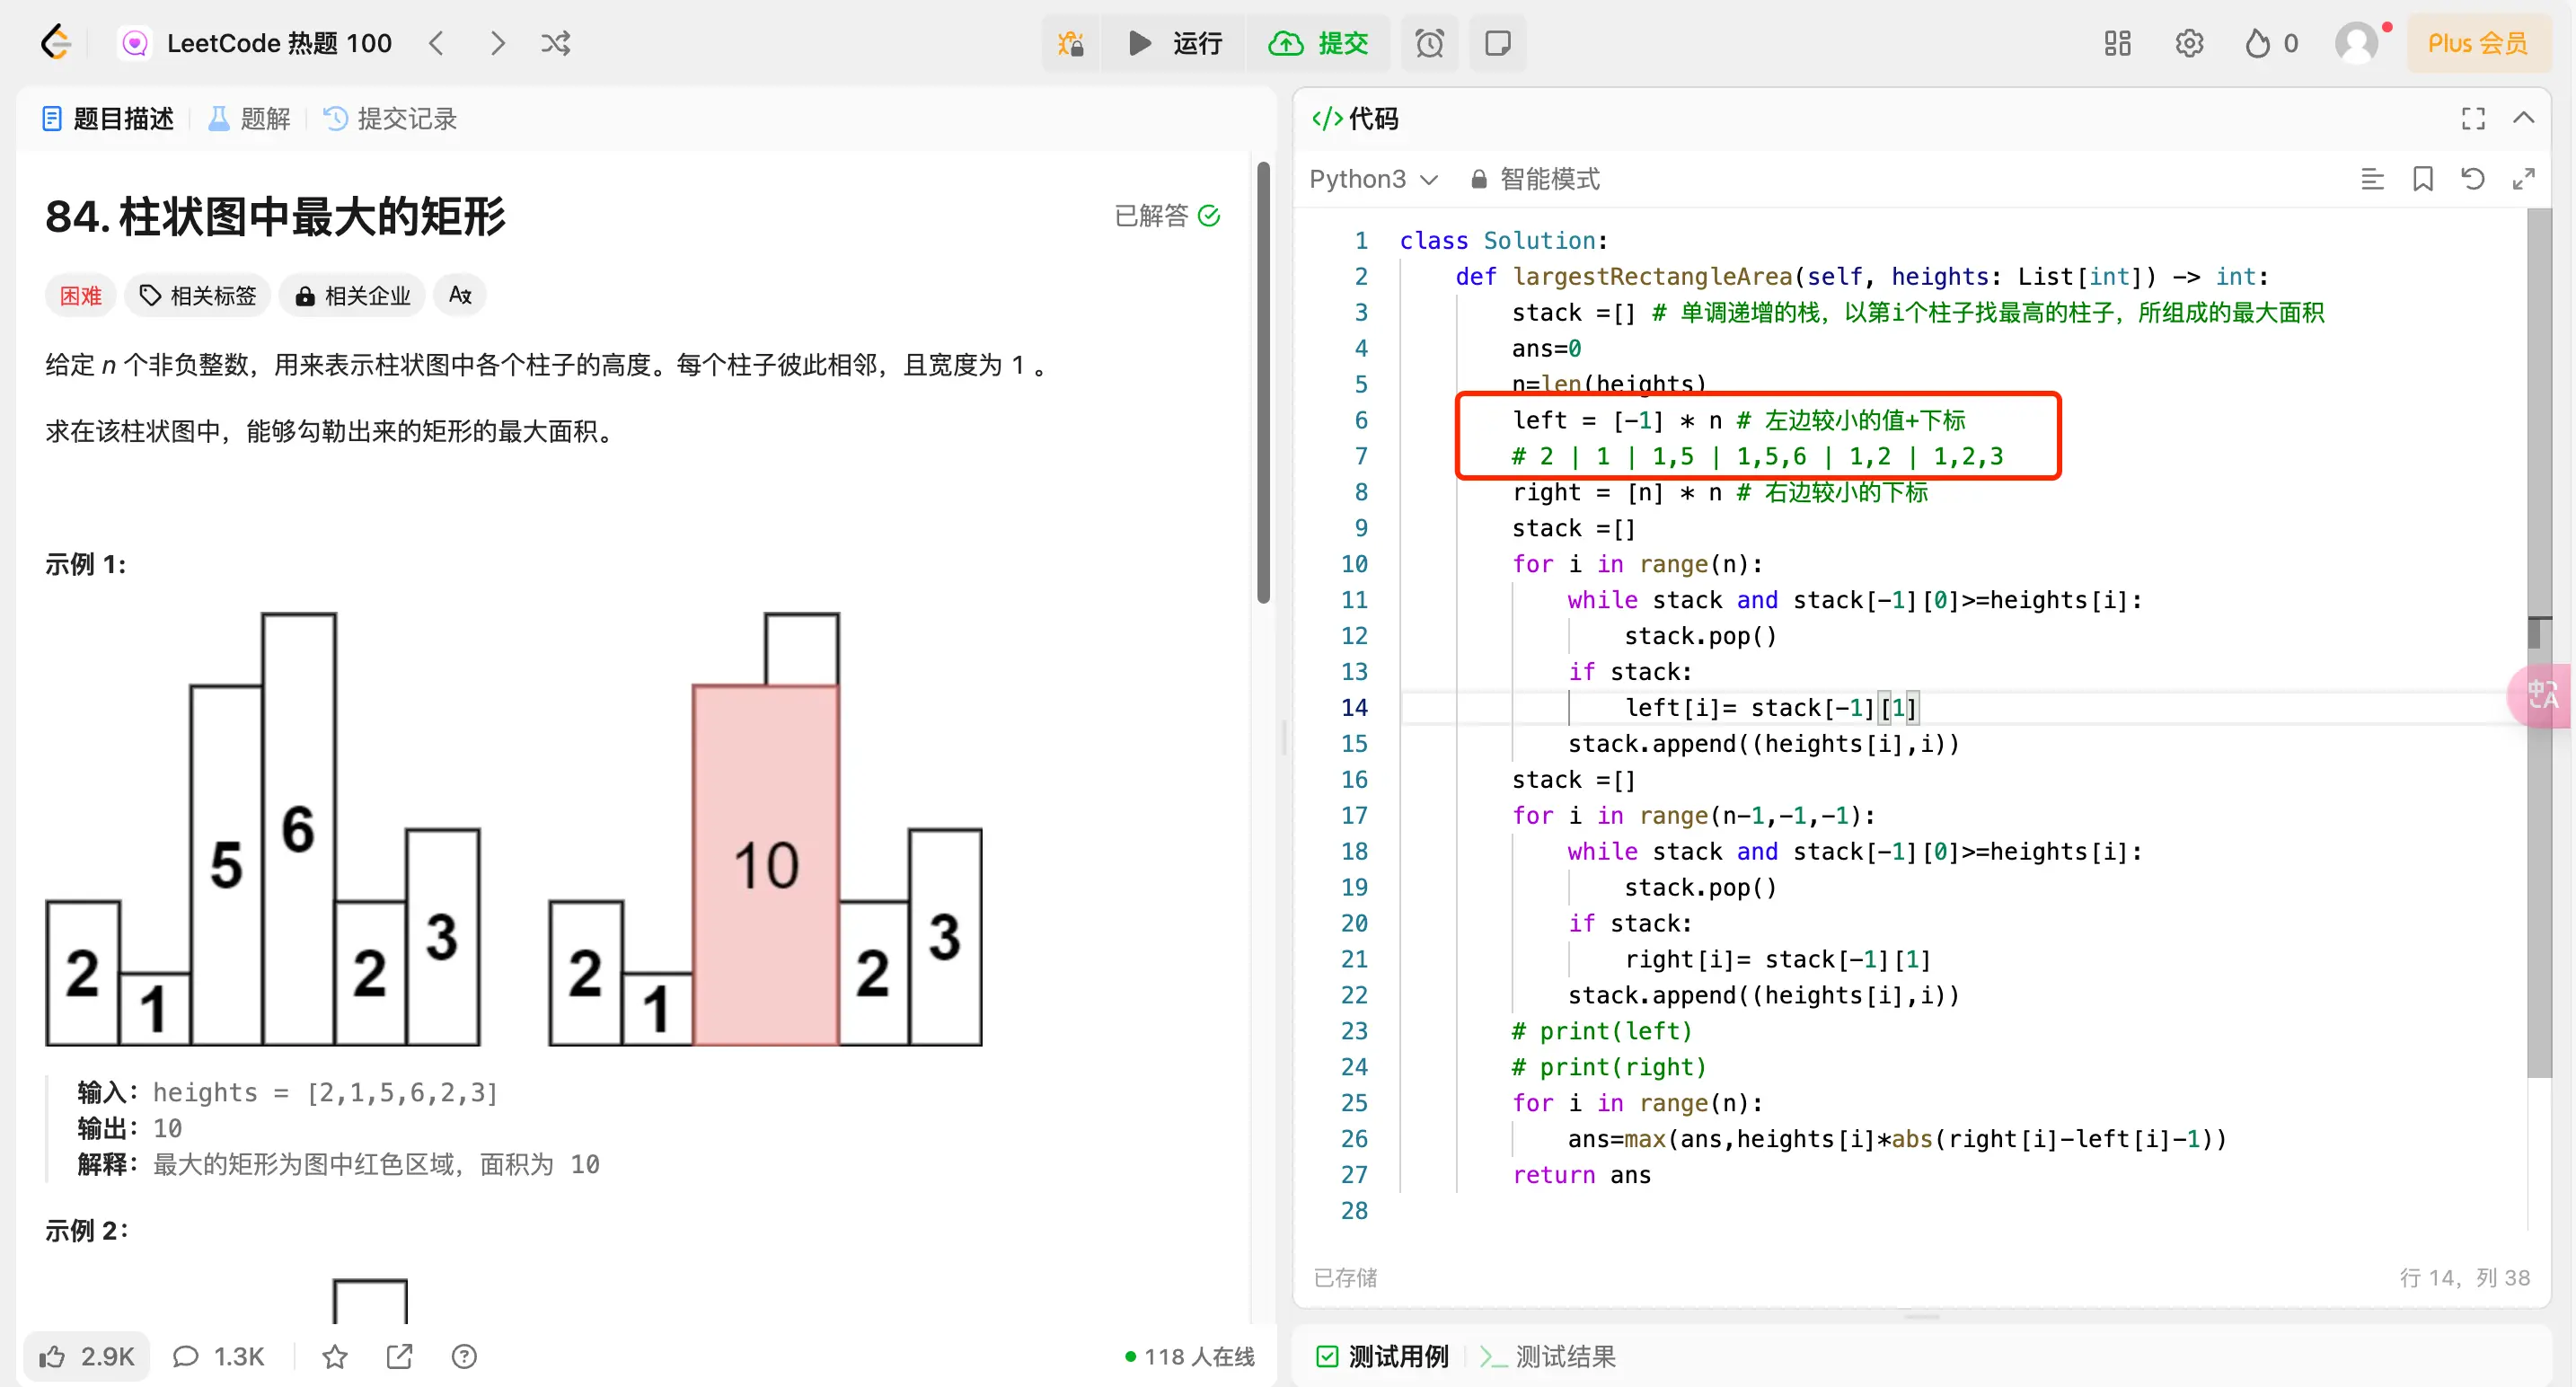 LeetCode 热题 100
运行
提交
0
Plus 会员
题目描述
题解
提交记录
84. 柱状图中最大的矩形
已解答
困难
相关标签
相关企业
给定 n 个非负整数，用来表示柱状图中各个柱子的高度。每个柱子彼此相邻，且宽度为 1 。
求在该柱状图中，能够勾勒出来的矩形的最大面积。
示例 1:
2
1
5
6
2
3
2
1
10
2
3
输入：heights = [2,1,5,6,2,3]
输出：10
解释：最大的矩形为图中红色区域，面积为 10
示例 2：
2.9K
1.3K
118 人在线
</> 代码
Python3
智能模式
1 class Solution:
2 def largestRectangleArea(self, heights: List[int]) -> int:
3 stack =[] # 单调递增的栈，以第i个柱子找最高的柱子，所组成的最大面积
4 ans=0
5 n=len(heights)
6 left = [-1] * n # 左边较小的值+下标
7 # 2 | 1 | 1,5 | 1,5,6 | 1,2 | 1,2,3
8 right = [n] * n # 右边较小的下标
9 stack =[]
10 for i in range(n):
11 while stack and stack[-1][0]>=heights[i]:
12 stack.pop()
13 if stack:
14 left[i]= stack[-1][1]
15 stack.append((heights[i],i))
16 stack =[]
17 for i in range(n-1,-1,-1):
18 while stack and stack[-1][0]>=heights[i]:
19 stack.pop()
20 if stack:
21 right[i]= stack[-1][1]
22 stack.append((heights[i],i))
23 # print(left)
24 # print(right)
25 for i in range(n):
26 ans=max(ans,heights[i]*abs(right[i]-left[i]-1))
27 return ans
28
已存储
行 14，列 38
测试用例
测试结果